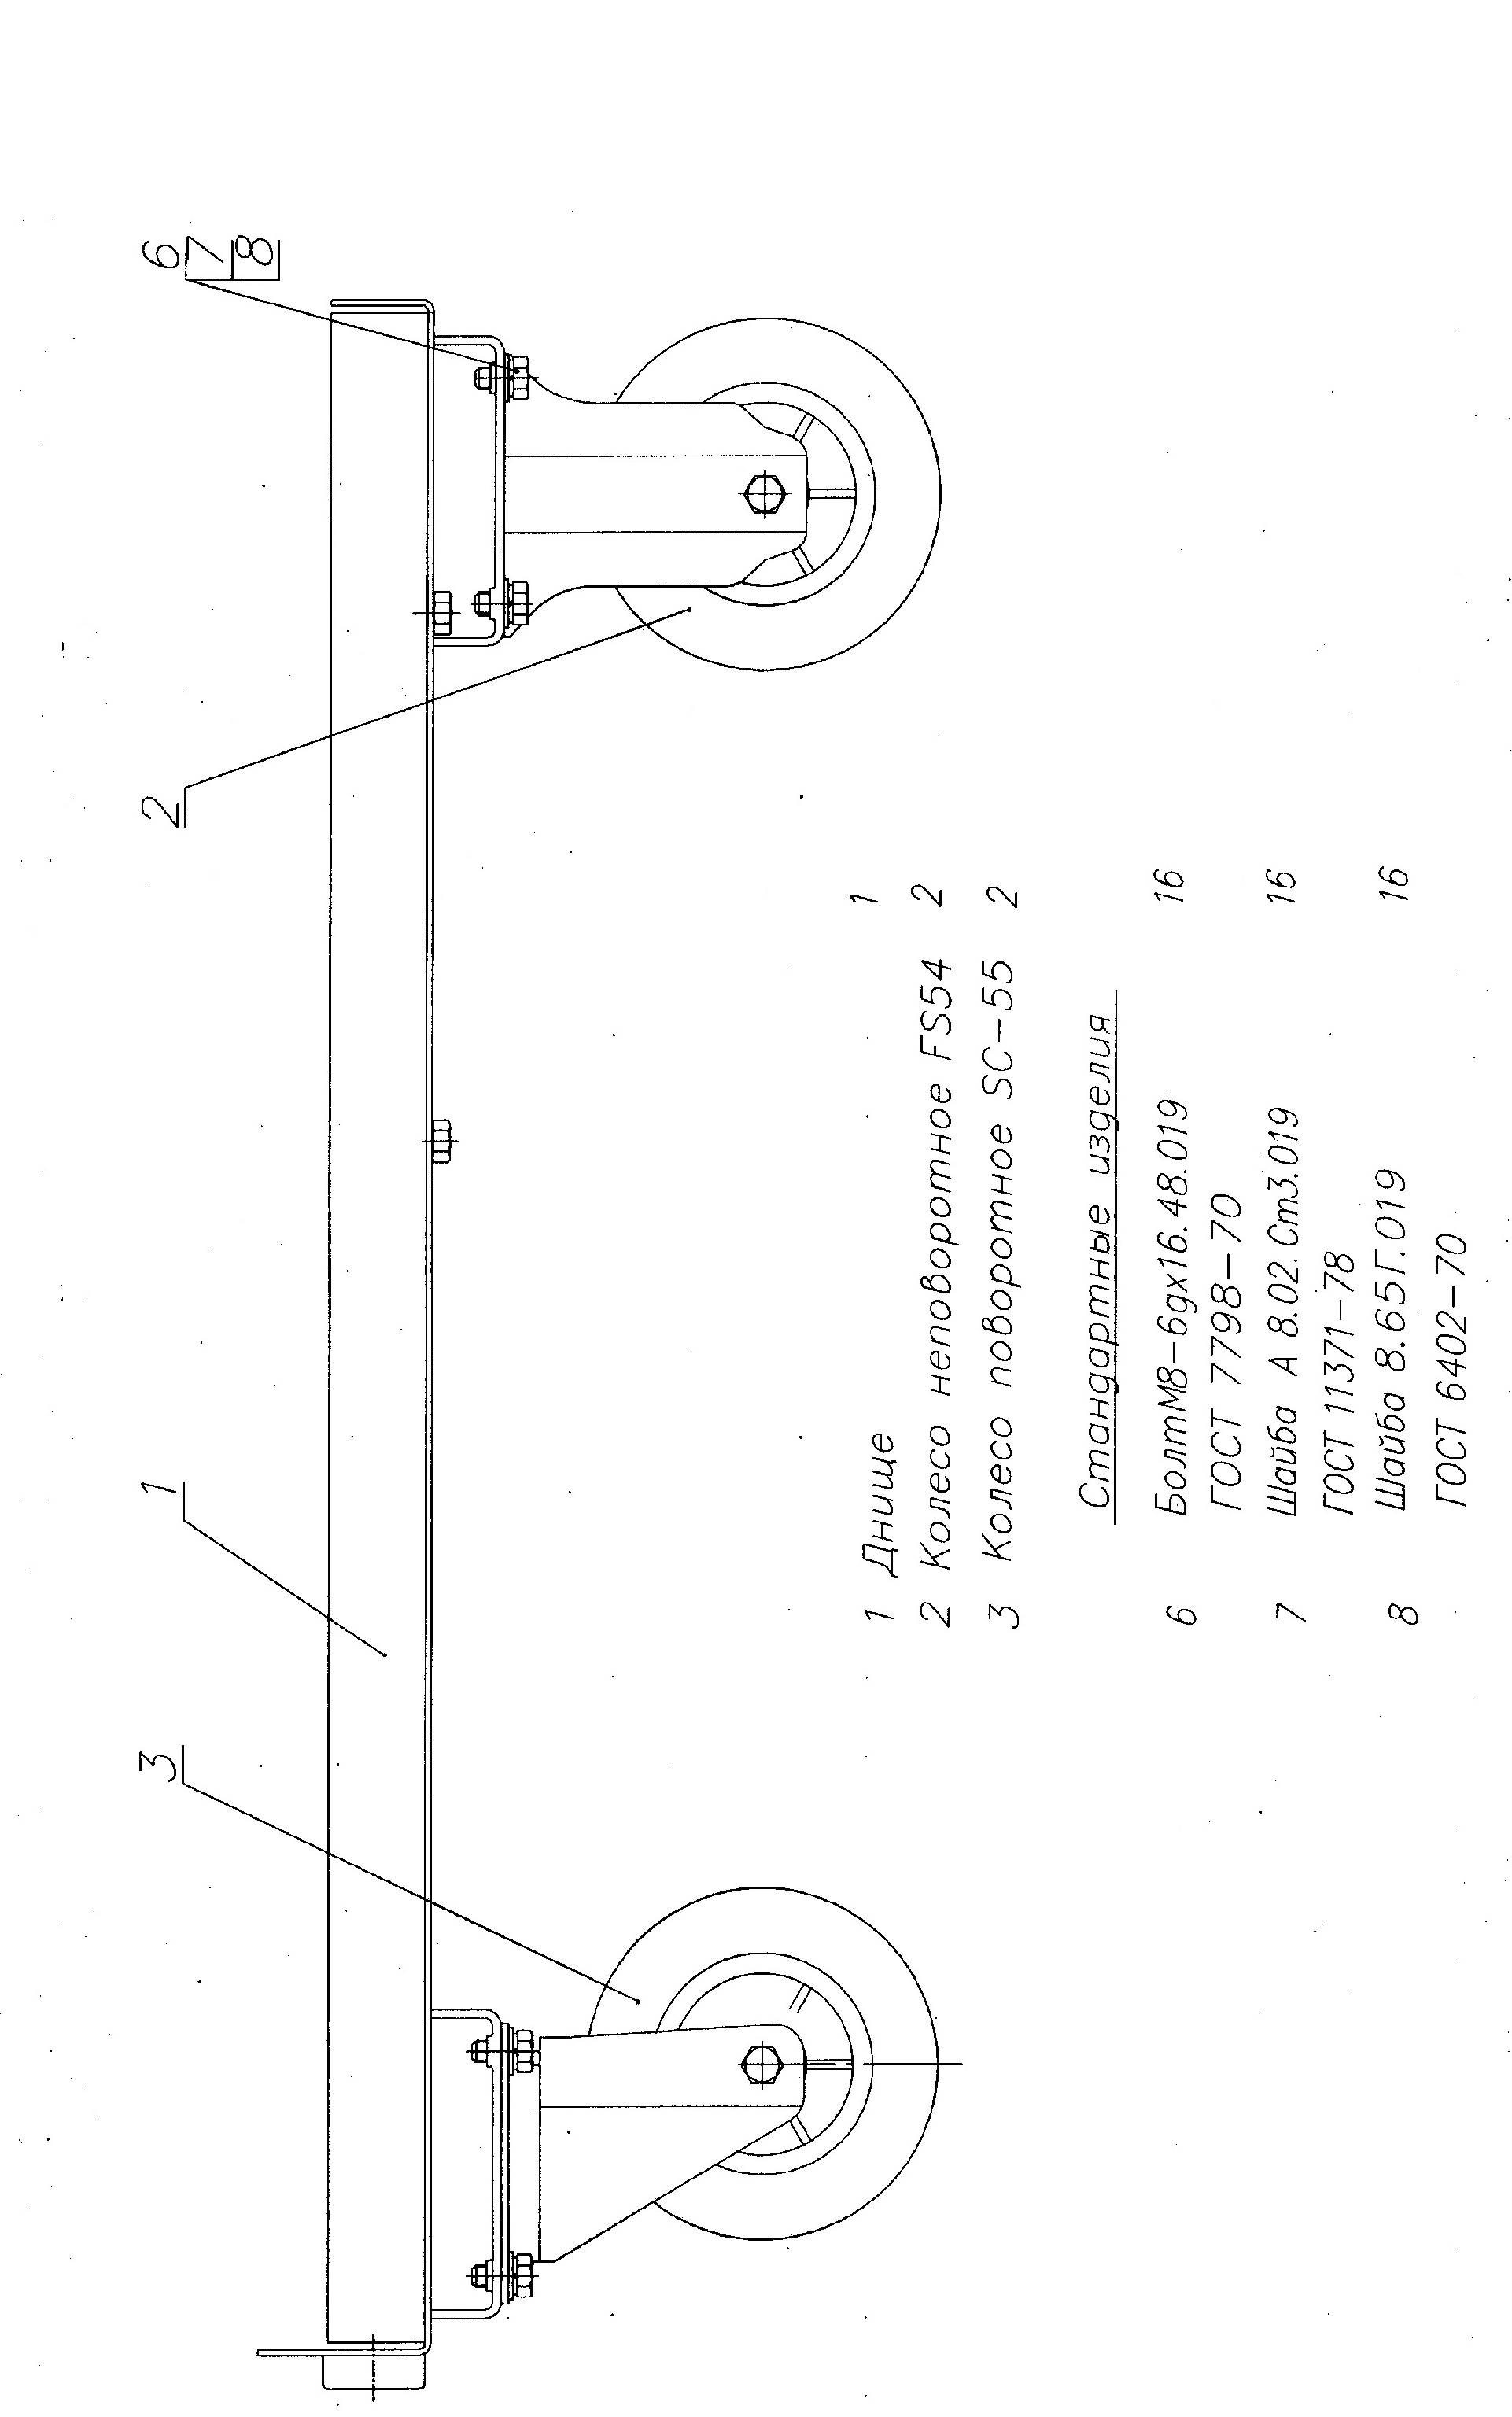 3
1
2
6
7
8
1 Днище 1
2 Колесо неповоротное FS54 2
3 Колесо поворотное SC-55 2
Стандартные изделия
6 БолтМ8-6gх16.48.019 16
ГОСТ 7798-70
7 Шайба А 8.02.Ст3.019 16
ГОСТ 11371-78
8 Шайба 8.65Г.019 16
ГОСТ 6402-70